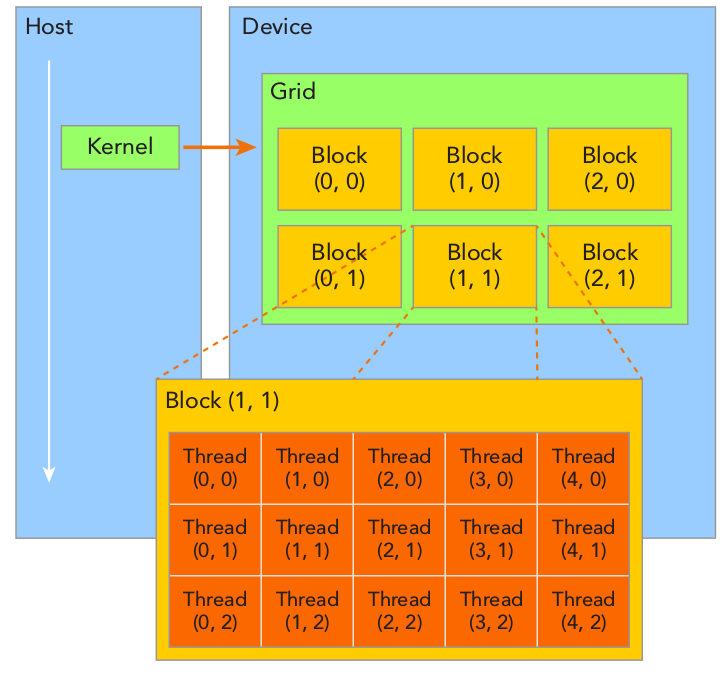 Host
Device
Grid
Kernel
Block
(0, 0)
Block
(1, 0)
Block
(2, 0)
Block
(0, 1)
Block
(1, 1)
Block
(2, 1)
Block (1, 1)
Thread
(0, 0)
Thread
(1, 0)
Thread
(2, 0)
Thread
(3, 0)
Thread
(4, 0)
Thread
(0, 1)
Thread
(1, 1)
Thread
(2, 1)
Thread
(3, 1)
Thread
(4, 1)
Thread
(0, 2)
Thread
(1, 2)
Thread
(2, 2)
Thread
(3, 2)
Thread
(4, 2)